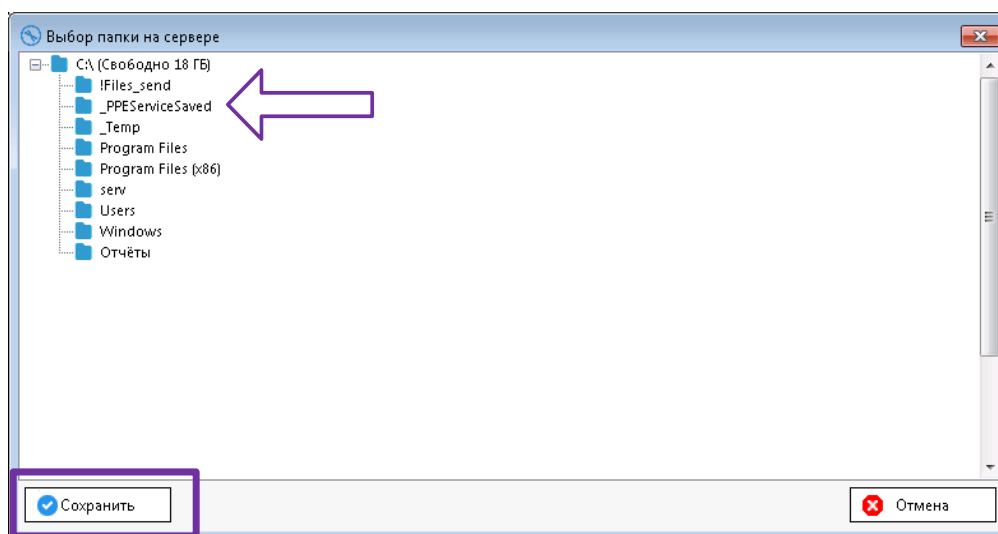 Выбор папки на сервере
C:\ (Свободно 18 ГБ)
!Files_send
_PPEServiceSaved
_Temp
Program Files
Program Files (x86)
serv
Users
Windows
Отчёты
Сохранить
Отмена